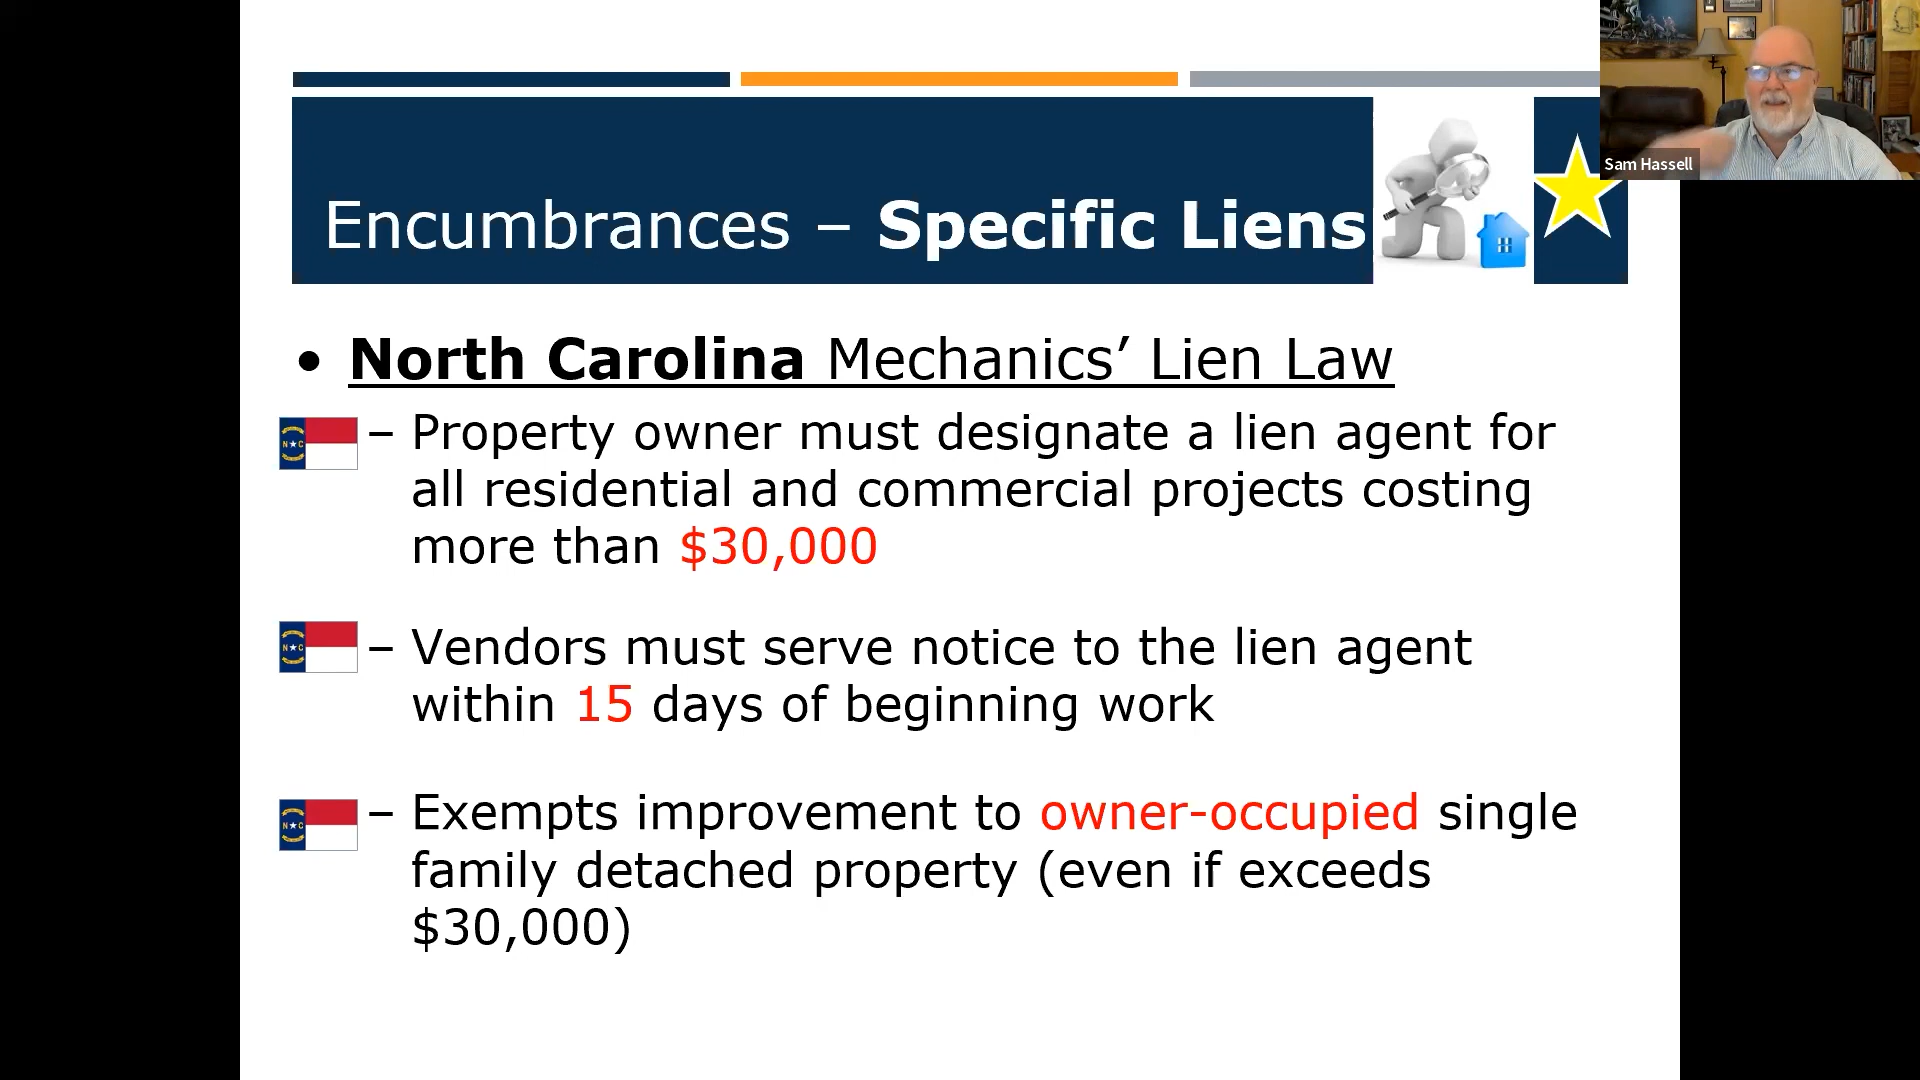 Sam Hassell
Encumbrances – Specific Liens
• North Carolina Mechanics’ Lien Law
– Property owner must designate a lien agent for
all residential and commercial projects costing
more than $30,000
– Vendors must serve notice to the lien agent
within 15 days of beginning work
– Exempts improvement to owner-occupied single
family detached property (even if exceeds
$30,000)
N★C
N★C
N★C